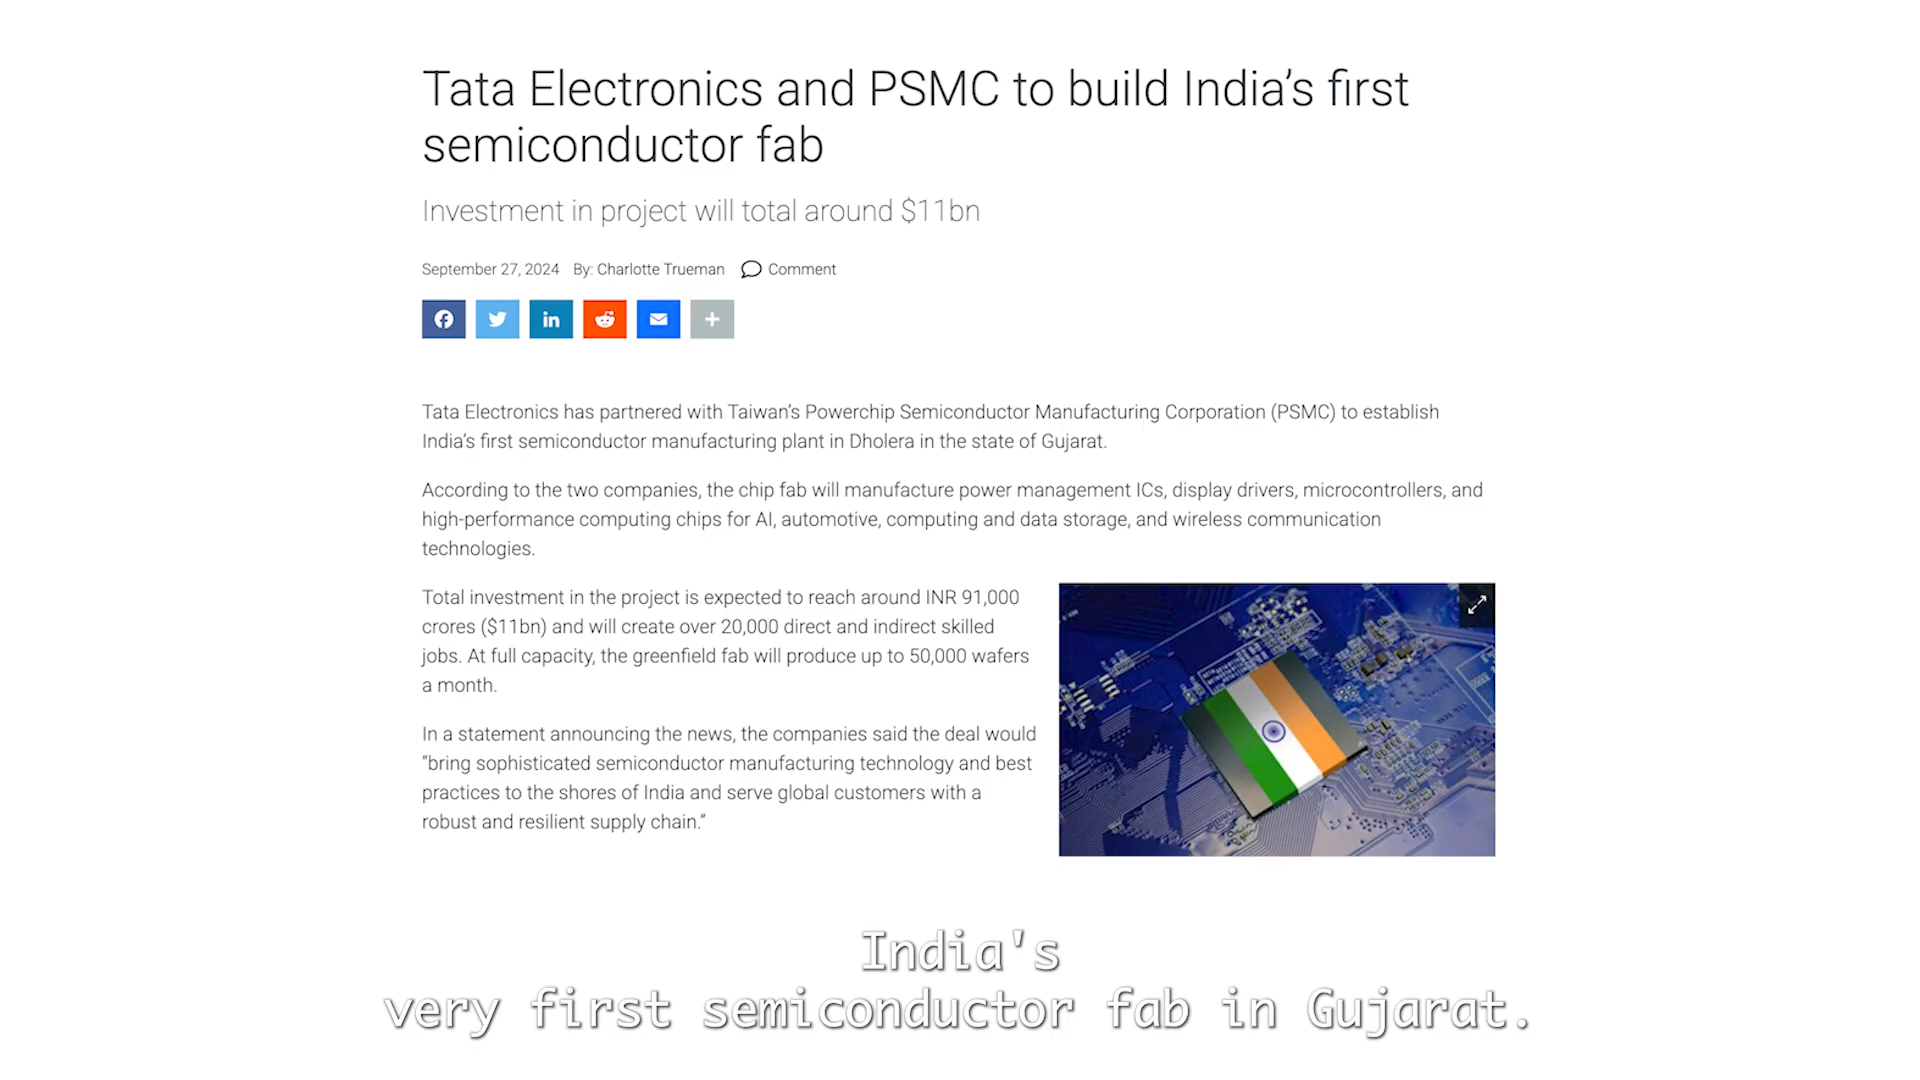 Tata Electronics and PSMC to build India’s first
semiconductor fab
Investment in project will total around $11bn
September 27, 2024 By: Charlotte Trueman Comment
Tata Electronics has partnered with Taiwan’s Powerchip Semiconductor Manufacturing Corporation (PSMC) to establish
India’s first semiconductor manufacturing plant in Dholera in the state of Gujarat.
According to the two companies, the chip fab will manufacture power management ICs, display drivers, microcontrollers, and
high-performance computing chips for AI, automotive, computing and data storage, and wireless communication
technologies.
Total investment in the project is expected to reach around INR 91,000
crores ($11bn) and will create over 20,000 direct and indirect skilled
jobs. At full capacity, the greenfield fab will produce up to 50,000 wafers
a month.
In a statement announcing the news, the companies said the deal would
“bring sophisticated semiconductor manufacturing technology and best
practices to the shores of India and serve global customers with a
robust and resilient supply chain.”
India's
very first semiconductor fab in Gujarat.